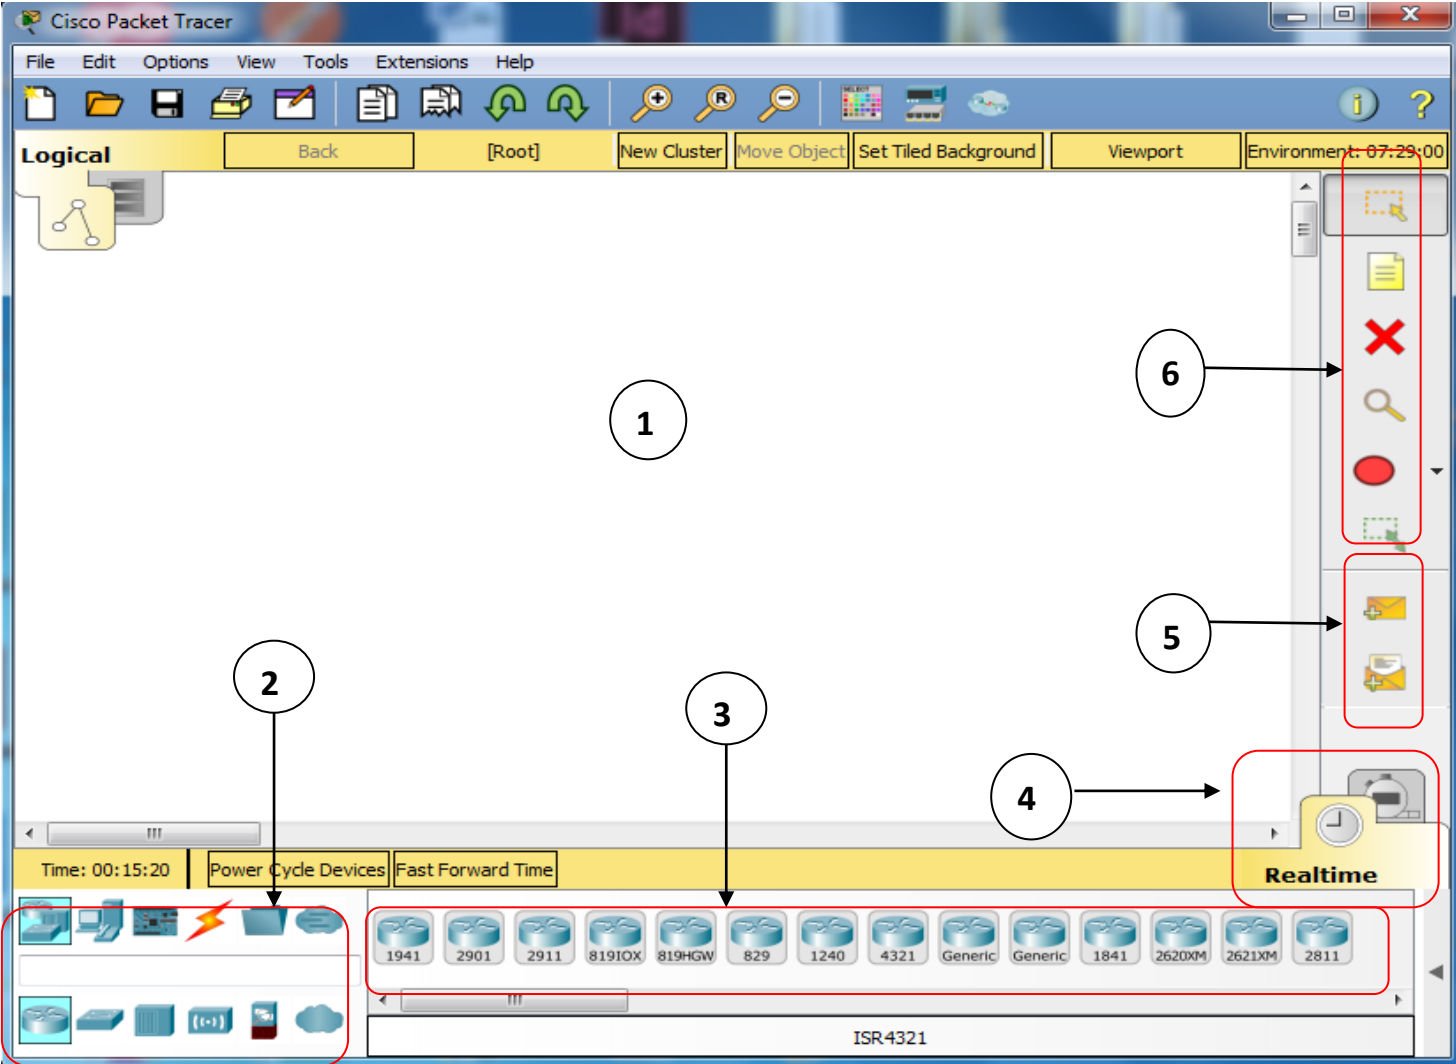 Cisco Packet Tracer
File Edit Options View Tools Extensions Help
SELECT R i ?
Logical Back [Root] New Cluster Move Object Set Tiled Background Viewport Environment: 07:29:00
6
1
5
2
3
4
Time: 00:15:20 Power Cycle Devices Fast Forward Time Realtime
1941 2901 2911 819IOX 819HGW 829 1240 4321 Generic Generic 1841 2620XM 2621XM 2811
ISR4321